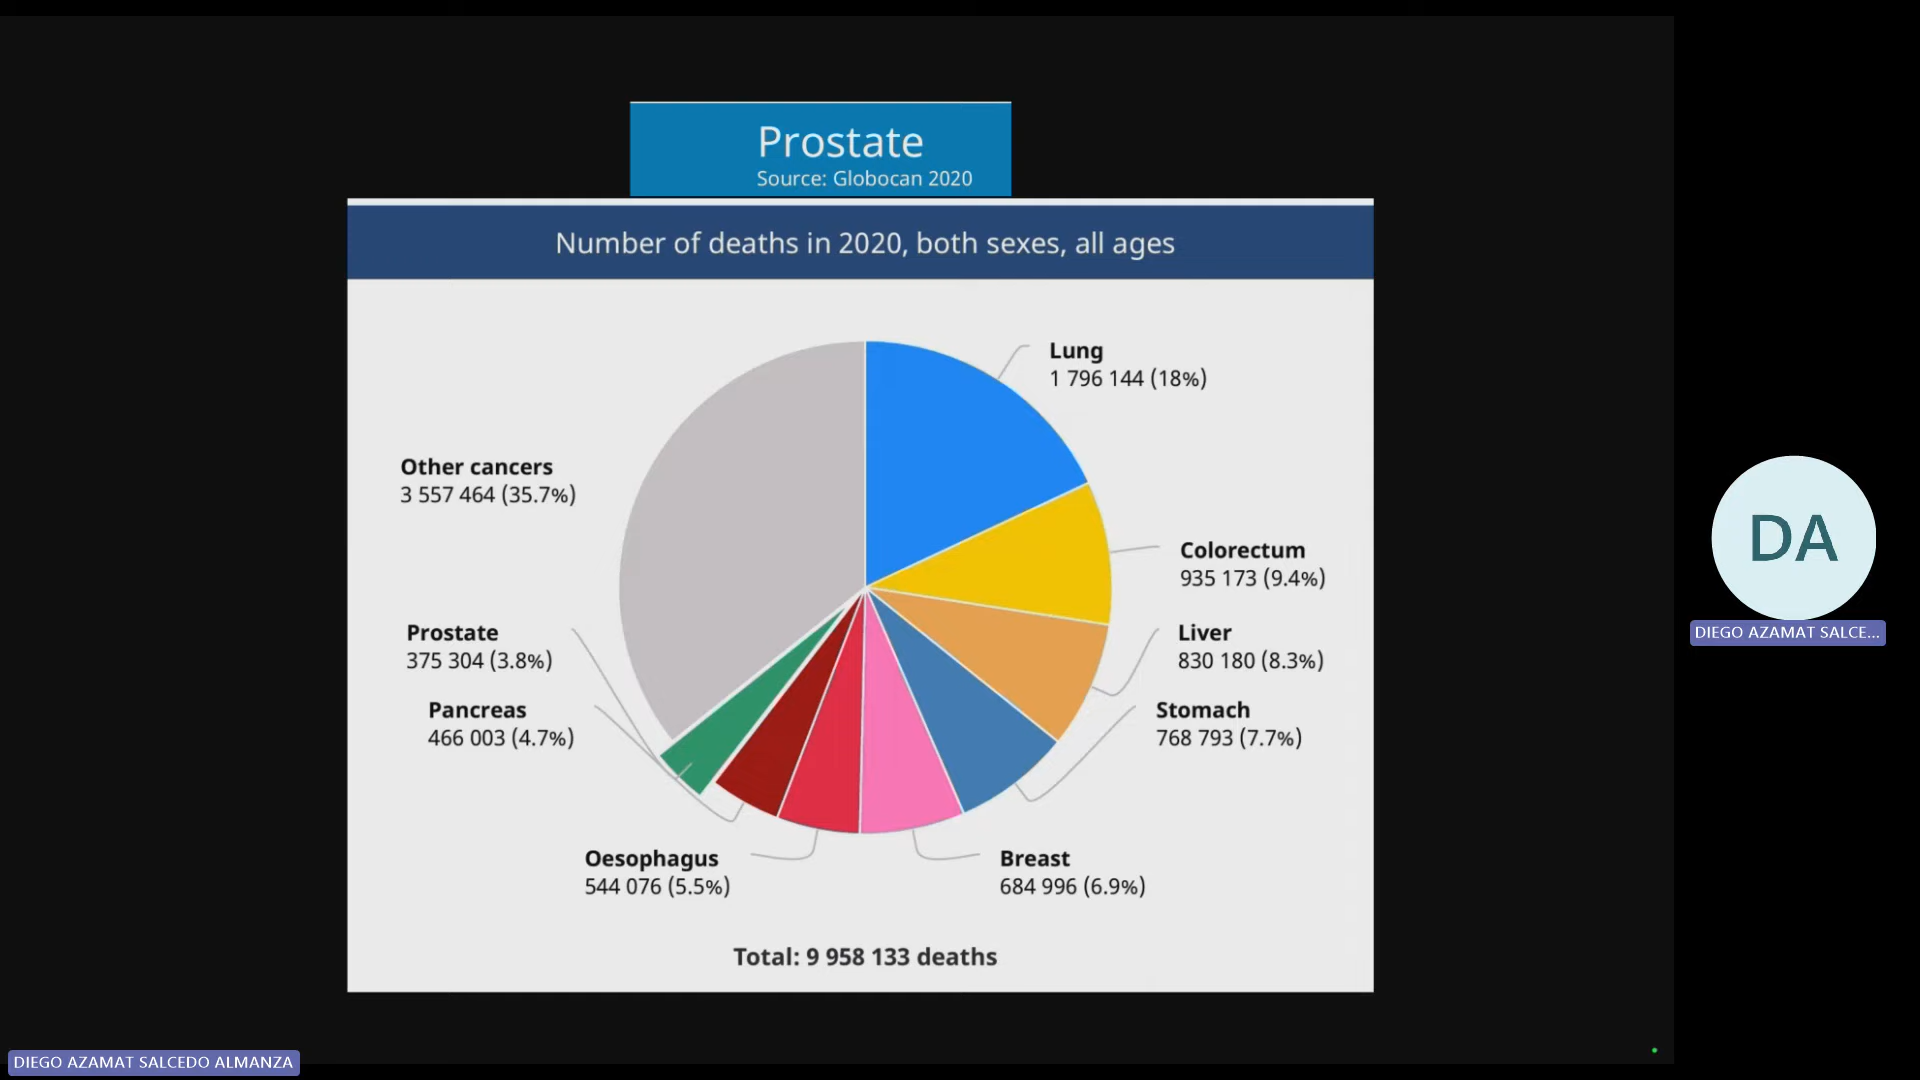 Prostate
Source: Globocan 2020
Number of deaths in 2020, both sexes, all ages
Lung
1 796 144 (18%)
Other cancers
3 557 464 (35.7%)
Colorectum
935 173 (9.4%)
Prostate
375 304 (3.8%)
Liver
830 180 (8.3%)
Pancreas
466 003 (4.7%)
Stomach
768 793 (7.7%)
Oesophagus
544 076 (5.5%)
Breast
684 996 (6.9%)
Total: 9 958 133 deaths
DA
DIEGO AZAMAT SALCE...
DIEGO AZAMAT SALCEDO ALMANZA